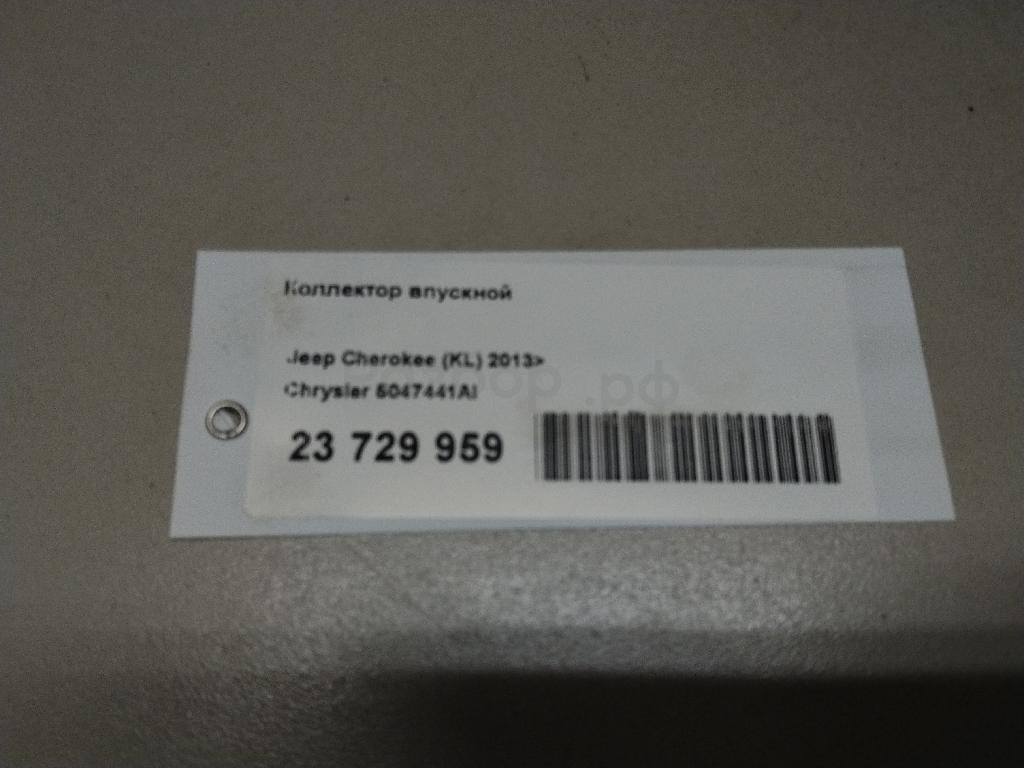 Коллектор впускной
Jeep Cherokee (KL) 2013>
Chrysler 5047441AI
23 729 959